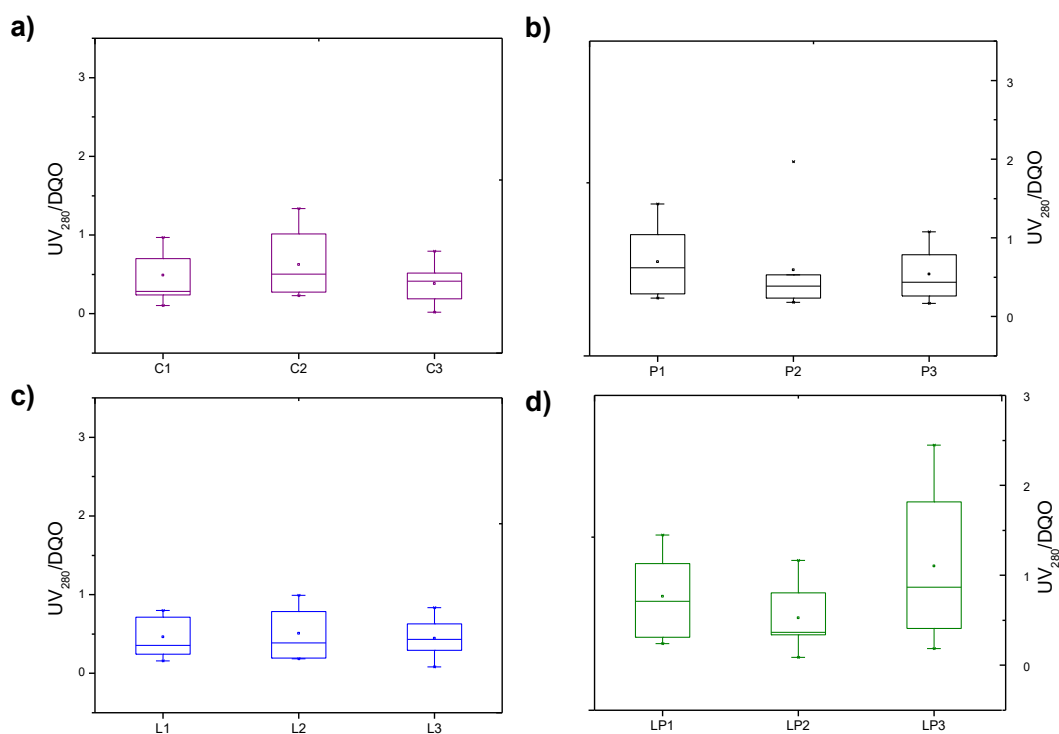 a)
3
2
1
0
UV₂₈₀/DQO
C1 C2 C3
b)
3
2
1
0
UV₂₈₀/DQO
P1 P2 P3
c)
3
2
1
0
UV₂₈₀/DQO
L1 L2 L3
d)
3
2
1
0
UV₂₈₀/DQO
LP1 LP2 LP3